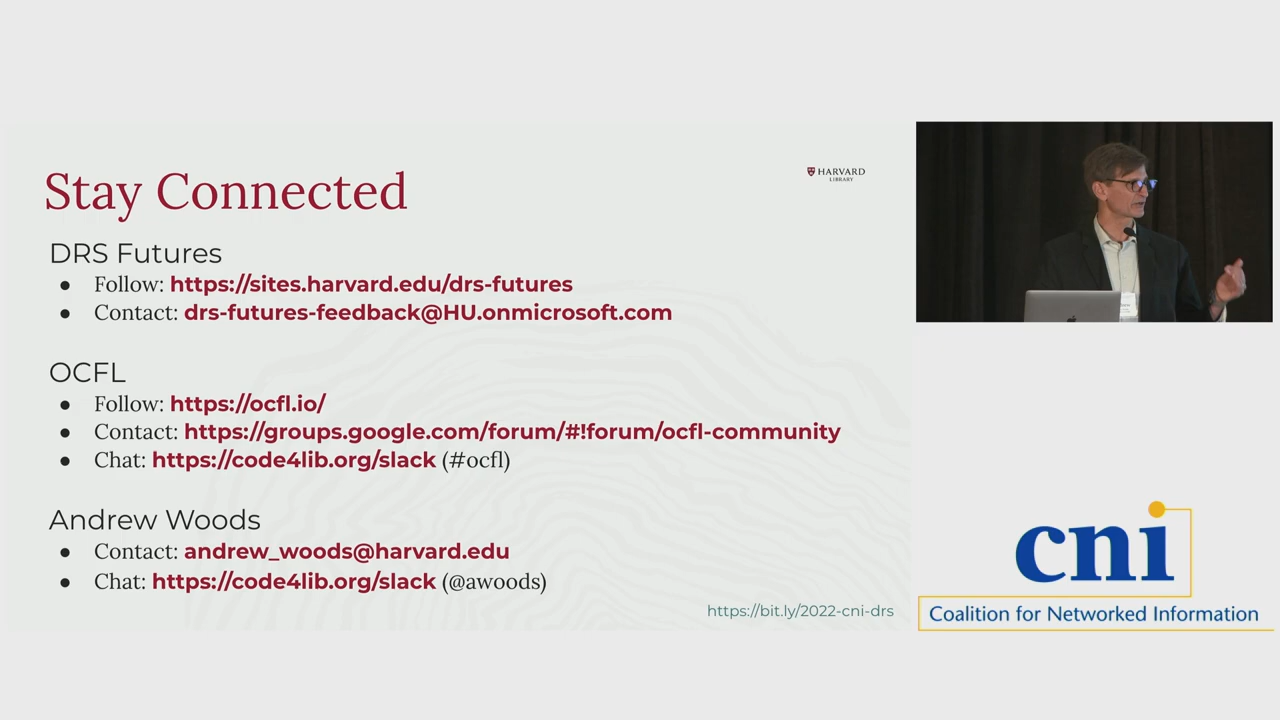 Stay Connected
HARVARD
LIBRARY
DRS Futures
● Follow: https://sites.harvard.edu/drs-futures
● Contact: drs-futures-feedback@HU.onmicrosoft.com
OCFL
● Follow: https://ocfl.io/
● Contact: https://groups.google.com/forum/#!forum/ocfl-community
● Chat: https://code4lib.org/slack (#ocfl)
Andrew Woods
● Contact: andrew_woods@harvard.edu
● Chat: https://code4lib.org/slack (@awoods)
https://bit.ly/2022-cni-drs
cni
Coalition for Networked Information